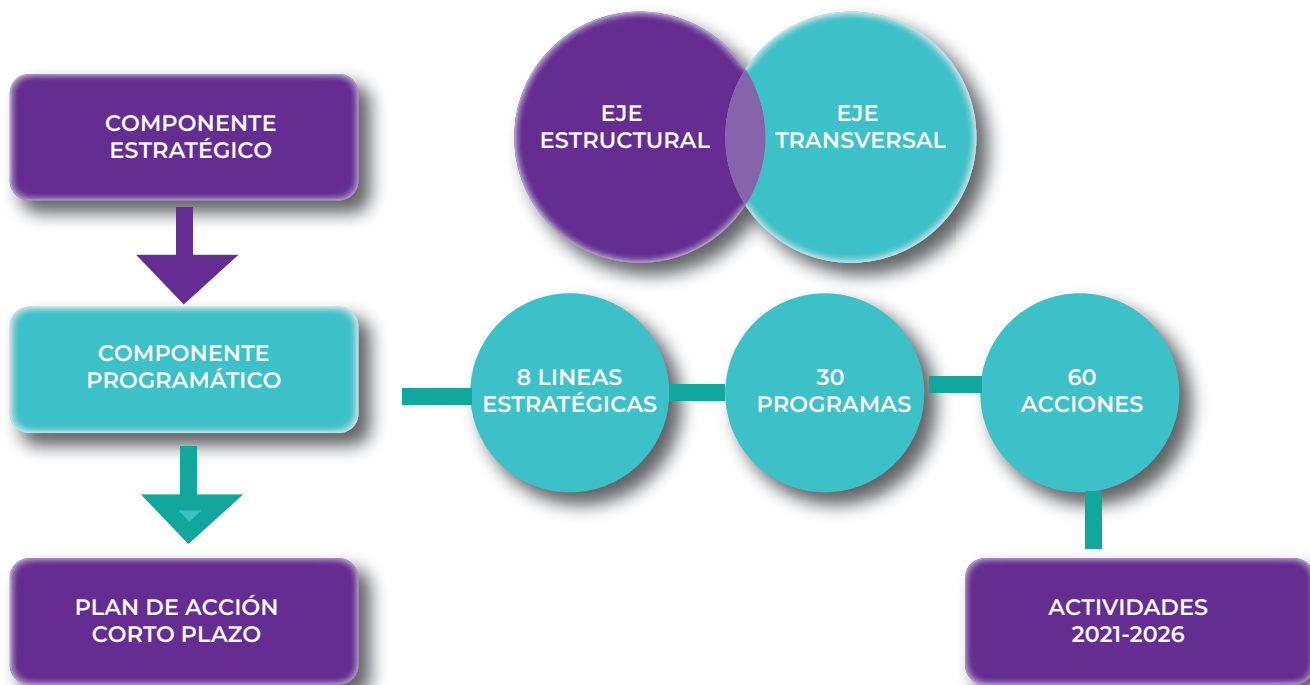 COMPONENTE
ESTRATÉGICO
EJE
ESTRUCTURAL
EJE
TRANSVERSAL
COMPONENTE
PROGRAMÁTICO
8 LINEAS
ESTRATÉGICAS
30
PROGRAMAS
60
ACCIONES
PLAN DE ACCIÓN
CORTO PLAZO
ACTIVIDADES
2021-2026